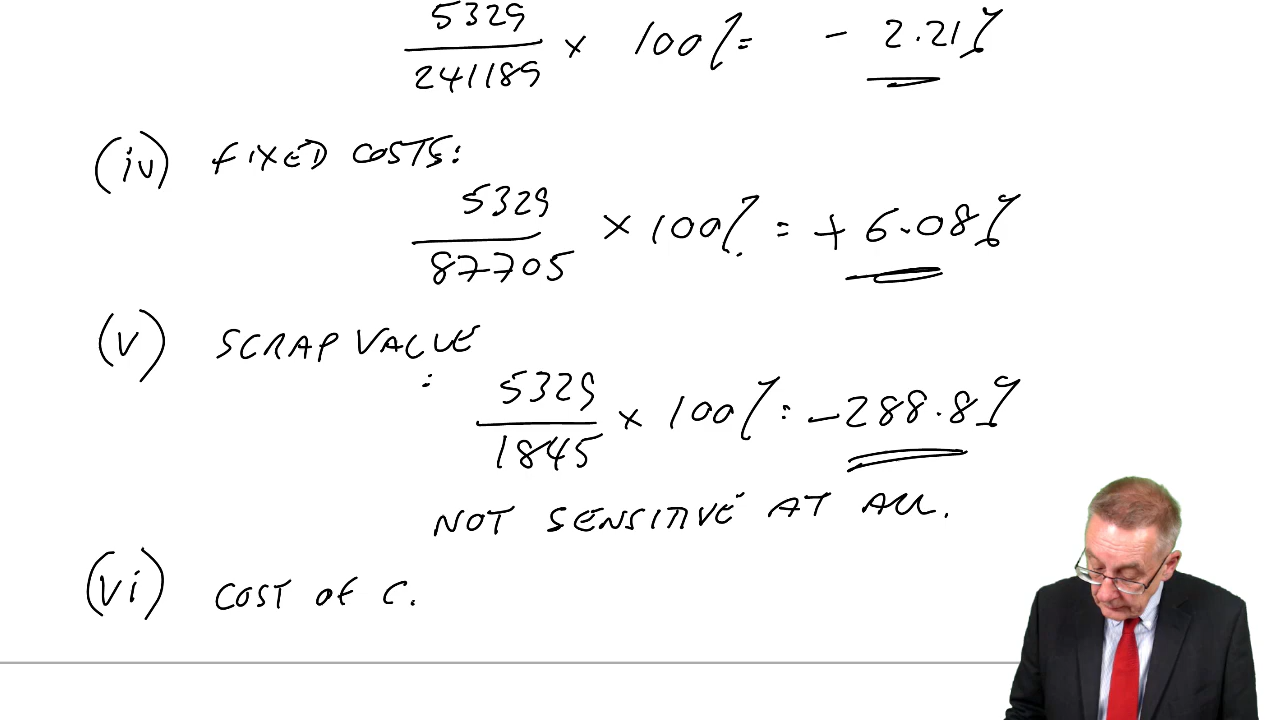 5329
241189 × 100% = - 2.21%
(iv) FIXED COSTS:
5329
87705 × 100% = + 6.08%
(v) SCRAP VALUE
: 5329
1845 × 100% = - 288.8%
NOT SENSITIVE AT ALL.
(vi) COST OF C.